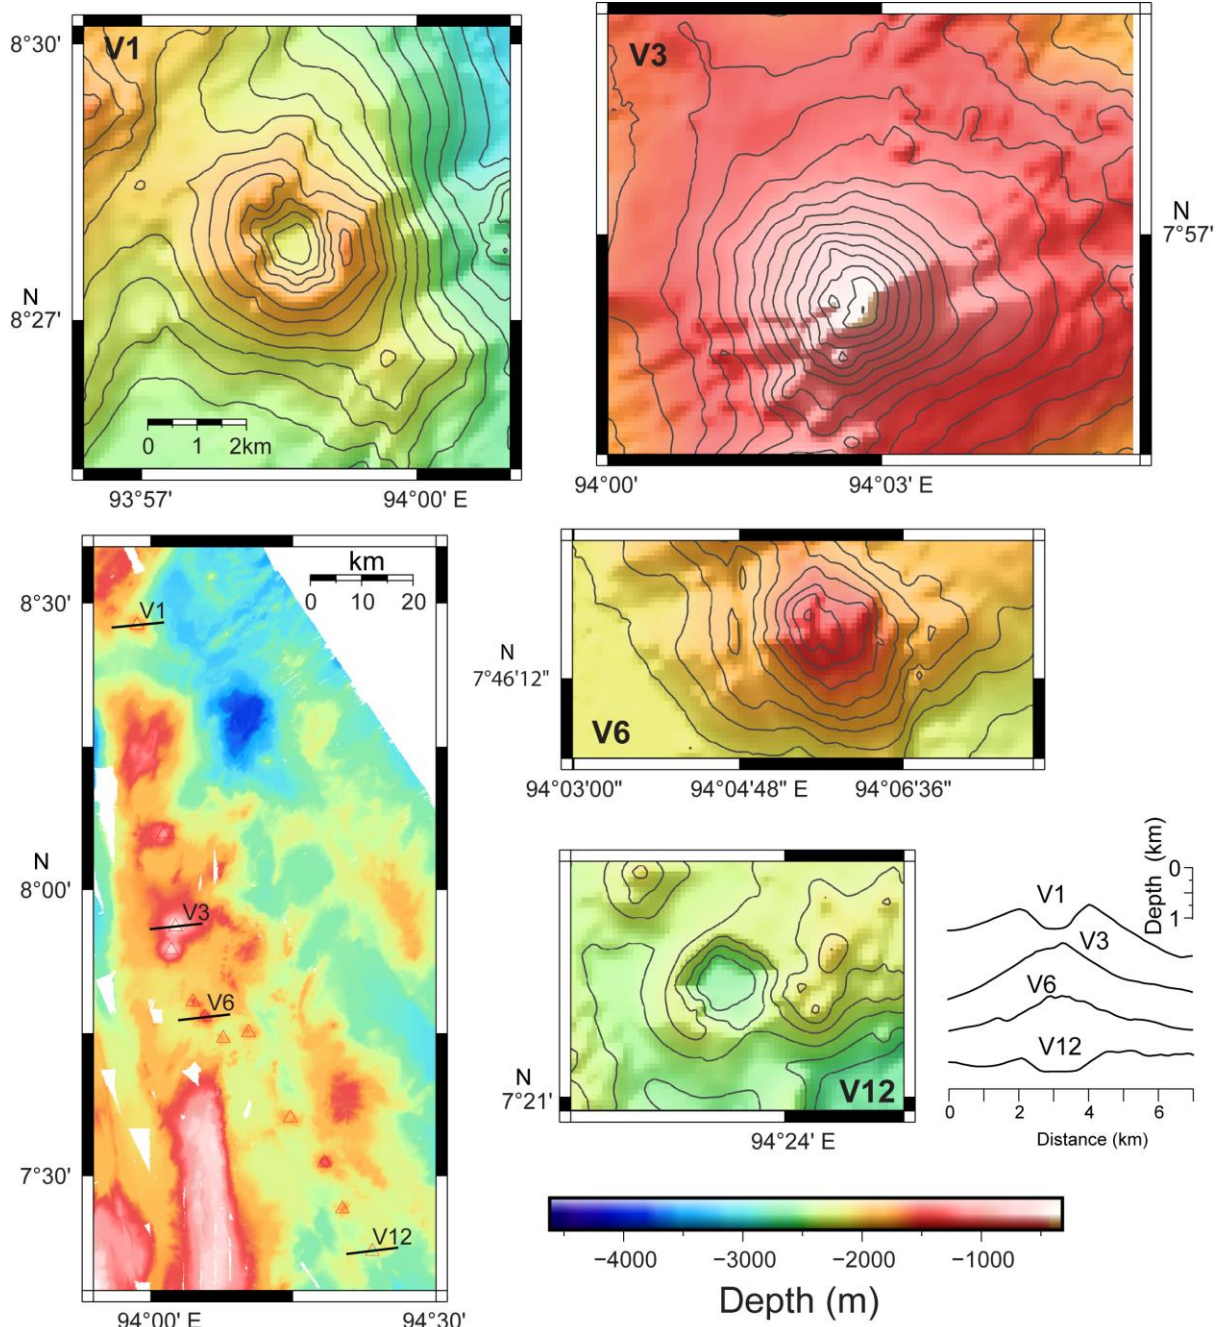 8°30'
V1
N
8°27'
0 1 2km
93°57' 94°00' E
V3
N
7°57'
94°00' 94°03' E
km
0 10 20
8°30'
V1
N
8°00'
V3
V6
7°30'
V12
94°00' E 94°30'
N
7°46'12"
V6
94°03'00" 94°04'48" E 94°06'36"
N
7°21'
V12
94°24' E
Depth (km)
0
1
V1
V3
V6
V12
0 2 4 6
Distance (km)
−4000 −3000 −2000 −1000
Depth (m)